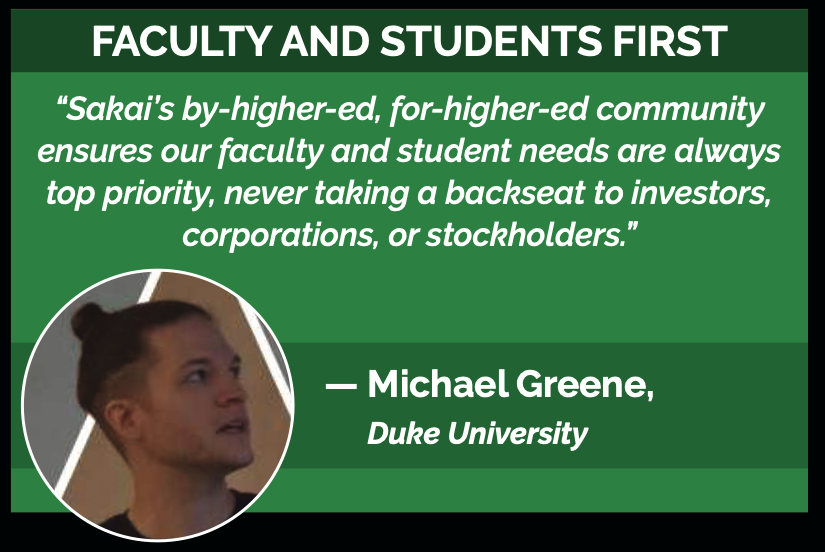 FACULTY AND STUDENTS FIRST
“Sakai’s by-higher-ed, for-higher-ed community
ensures our faculty and student needs are always
top priority, never taking a backseat to investors,
corporations, or stockholders.”
— Michael Greene,
Duke University